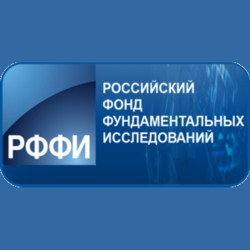 РФФИ
РОССИЙСКИЙ
ФОНД
ФУНДАМЕНТАЛЬНЫХ
ИССЛЕДОВАНИЙ